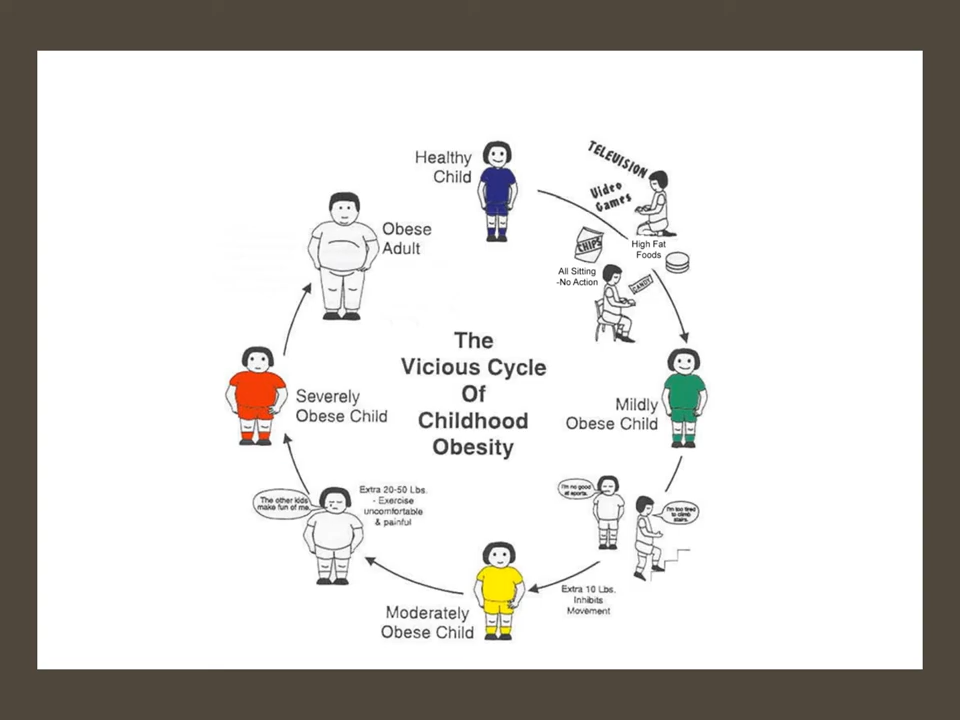 Healthy
Child
TELEVISION
Video
Games
CHIPS
High Fat
Foods
All Sitting
-No Action
CANDY
Obese
Adult
The
Vicious Cycle
Of
Childhood
Obesity
Mildly
Obese Child
Severely
Obese Child
I'm no good
at sports.
I'm too tired
to climb
stairs.
The other kids
make fun of me.
Extra 20-50 Lbs.
- Exercise
uncomfortable
& painful
Extra 10 Lbs.
Inhibits
Movement
Moderately
Obese Child